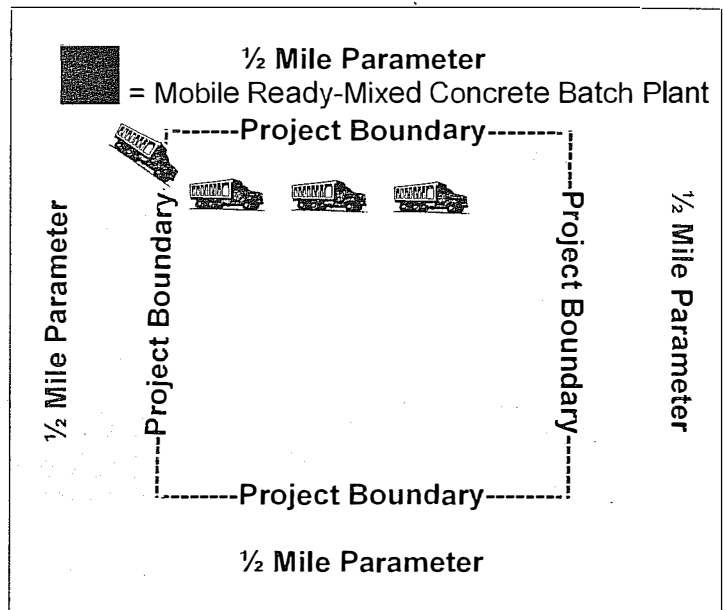 ½ Mile Parameter
= Mobile Ready-Mixed Concrete Batch Plant
Project Boundary
½ Mile Parameter
Project Boundary
Project Boundary
½ Mile Parameter
Project Boundary
½ Mile Parameter